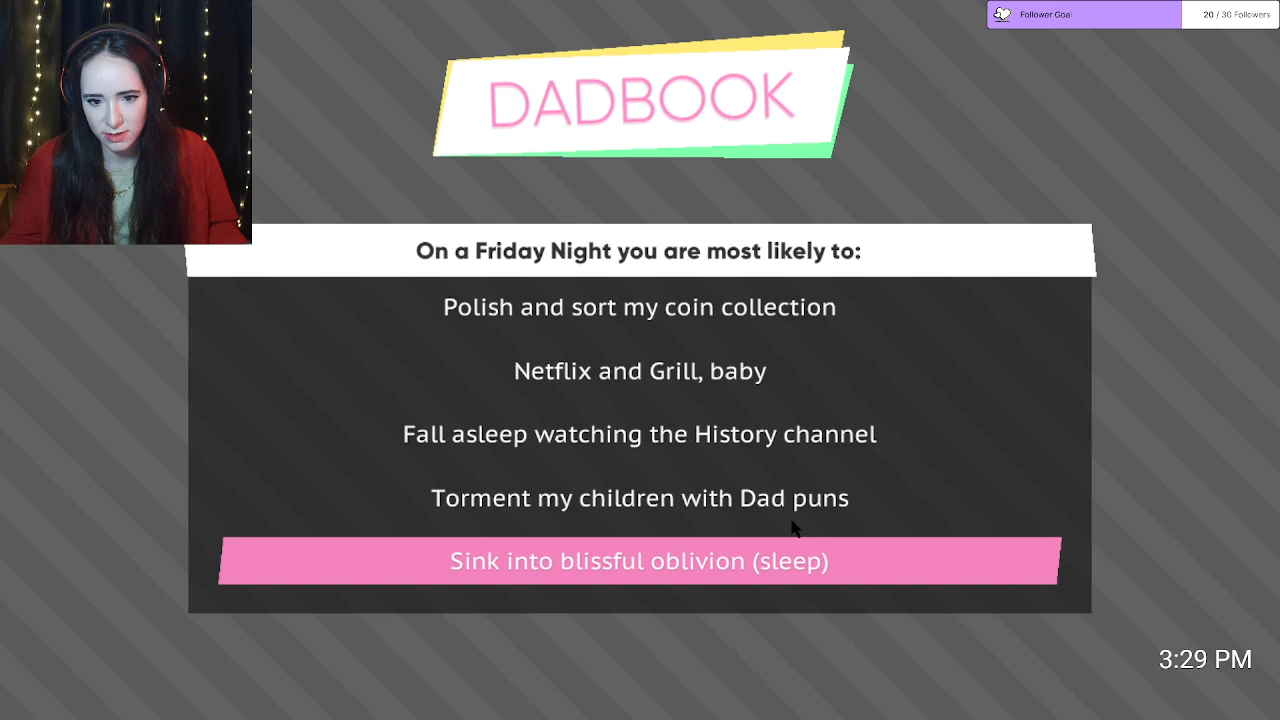 Follower Goal
20 / 30 Followers
DADBOOK
On a Friday Night you are most likely to:
Polish and sort my coin collection
Netflix and Grill, baby
Fall asleep watching the History channel
Torment my children with Dad puns
Sink into blissful oblivion (sleep)
3:29 PM